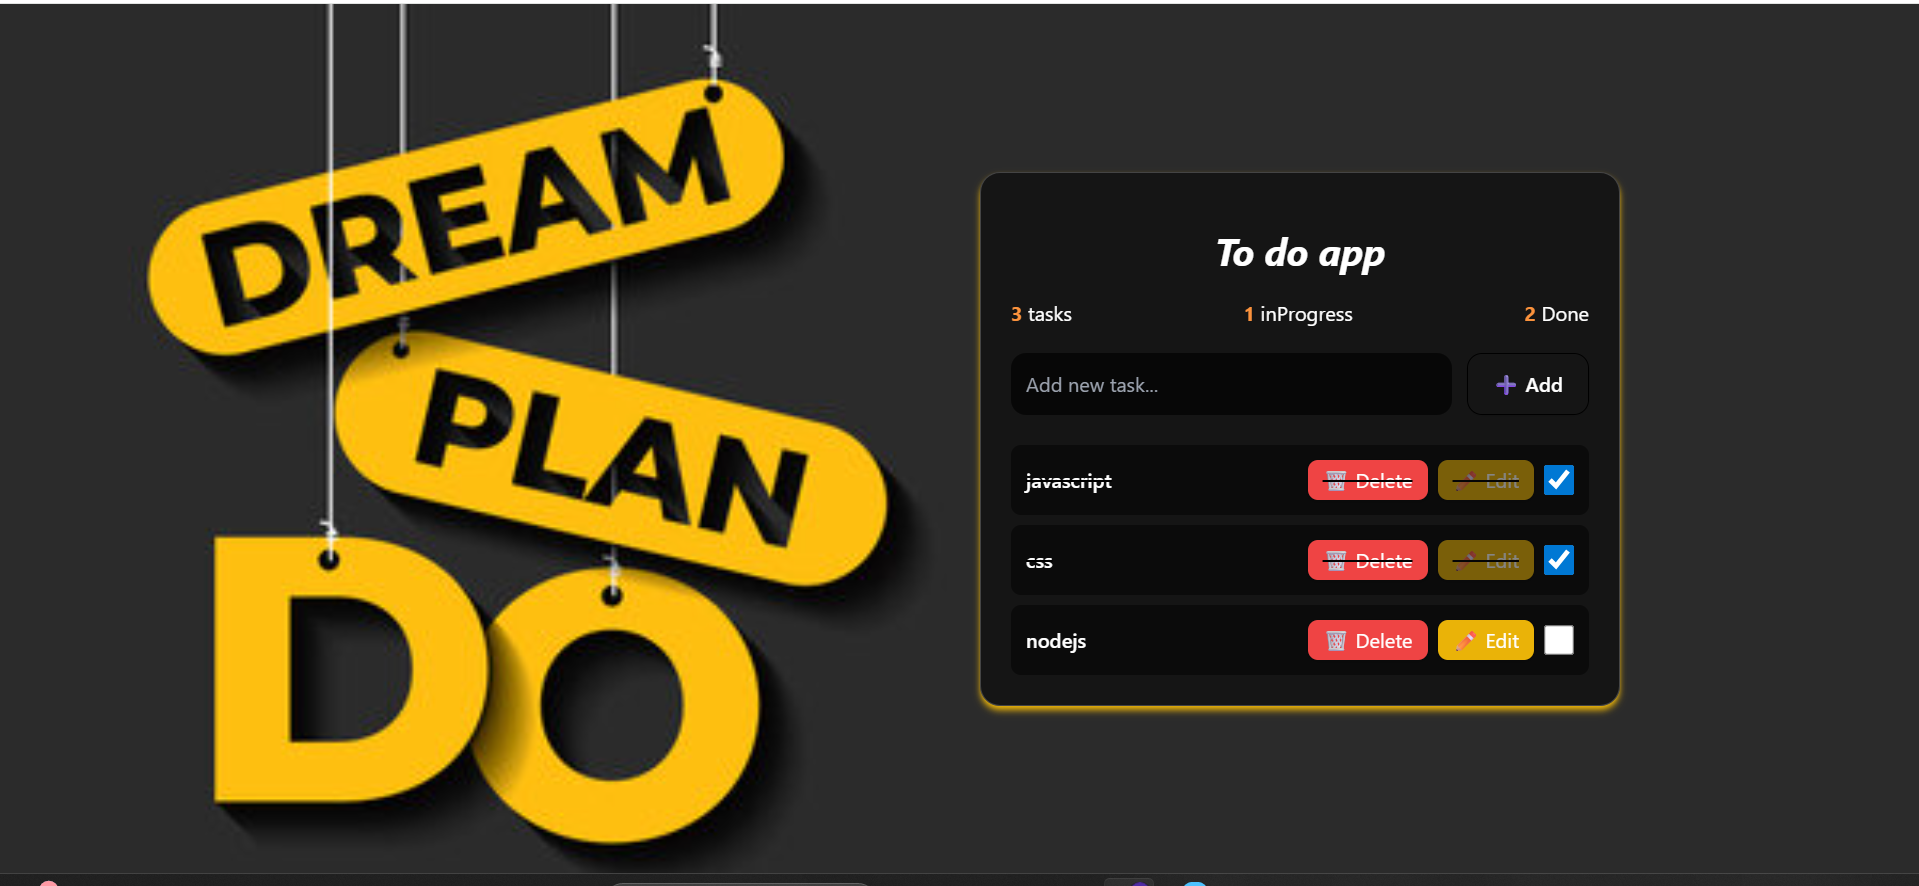 DREAM
PLAN
DO
To do app
3 tasks 1 inProgress 2 Done
Add new task...
Add
javascript Delete Edit
css Delete Edit
nodejs Delete Edit